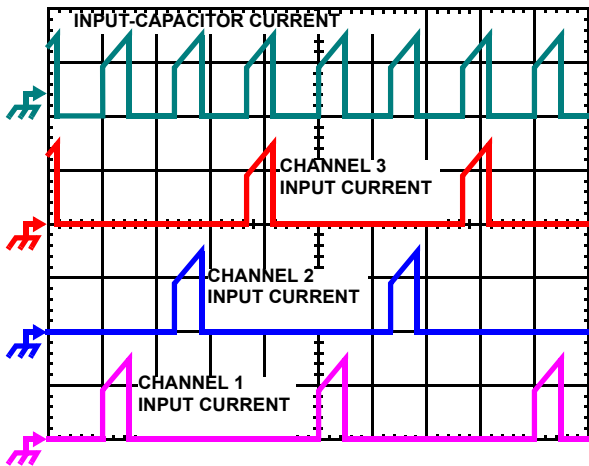 INPUT-CAPACITOR CURRENT
CHANNEL 3
INPUT CURRENT
CHANNEL 2
INPUT CURRENT
CHANNEL 1
INPUT CURRENT